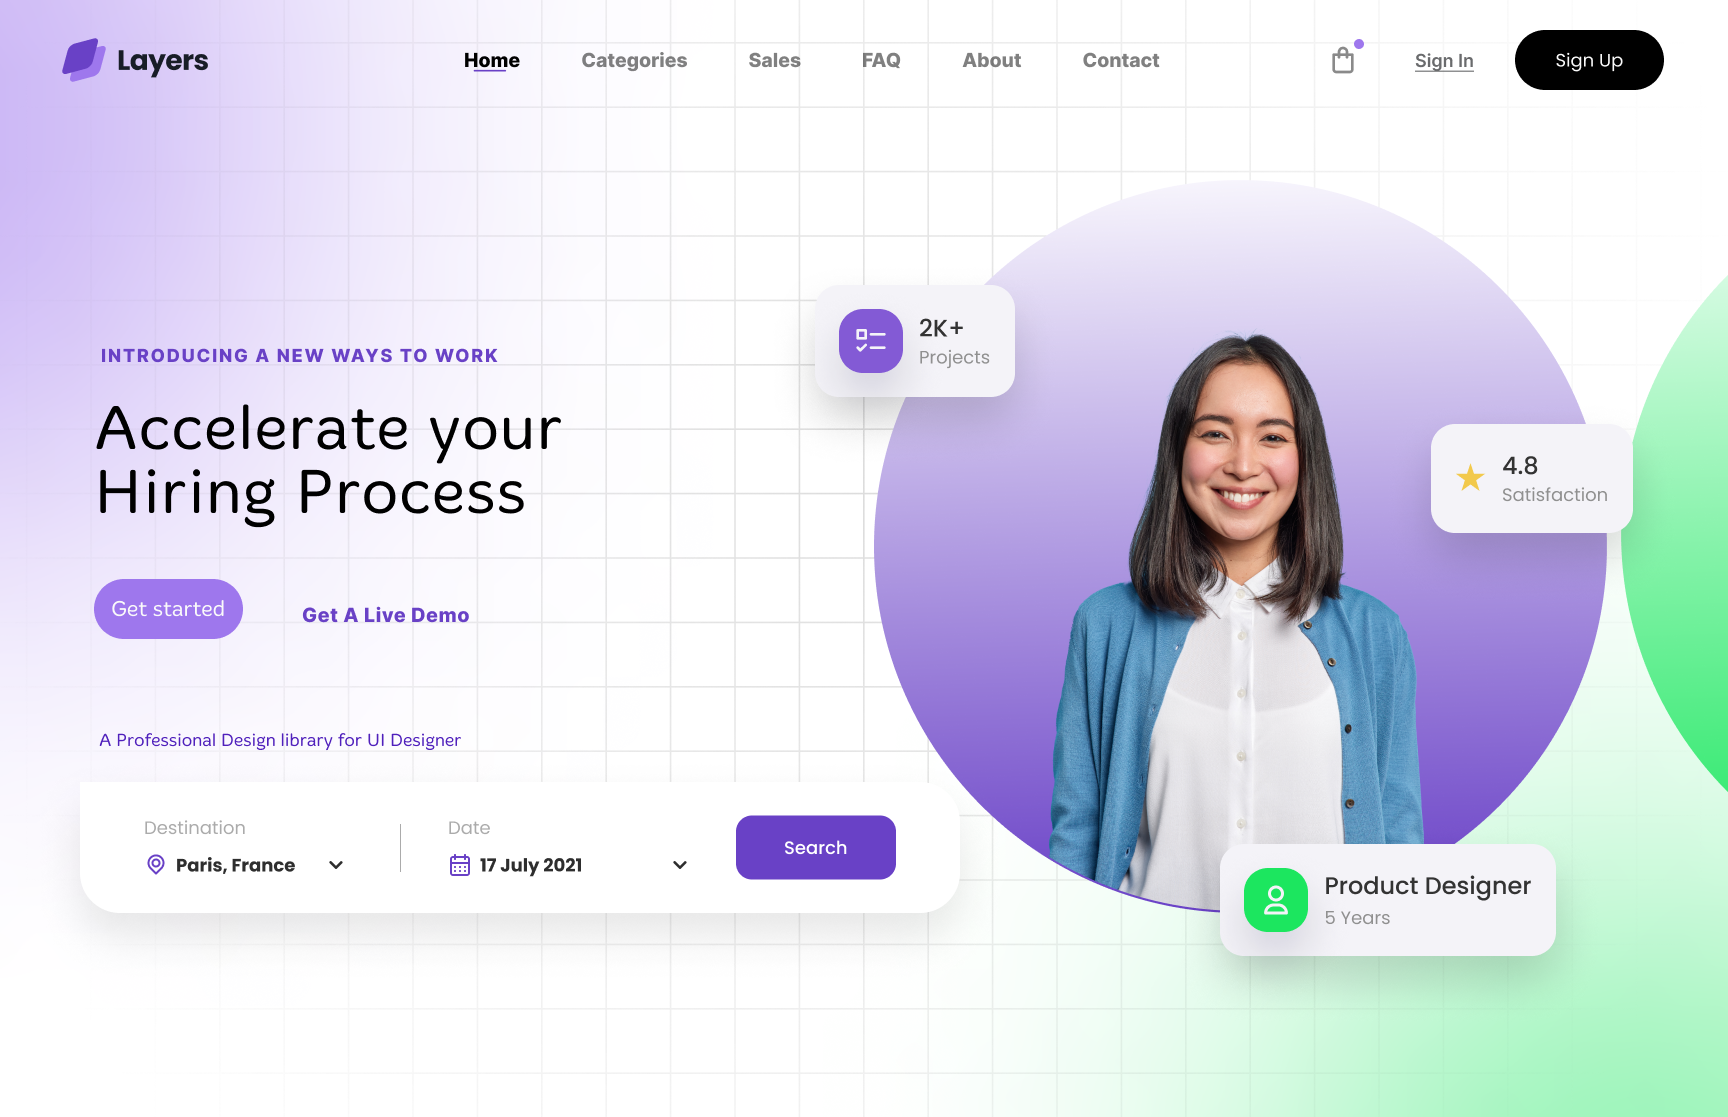 Layers
Home
Categories
Sales
FAQ
About
Contact
Sign In
Sign Up
INTRODUCING A NEW WAYS TO WORK
Accelerate your
Hiring Process
Get started
Get A Live Demo
A Professional Design library for UI Designer
Destination
Paris, France
Date
17 July 2021
Search
2K+
Projects
4.8
Satisfaction
Product Designer
5 Years